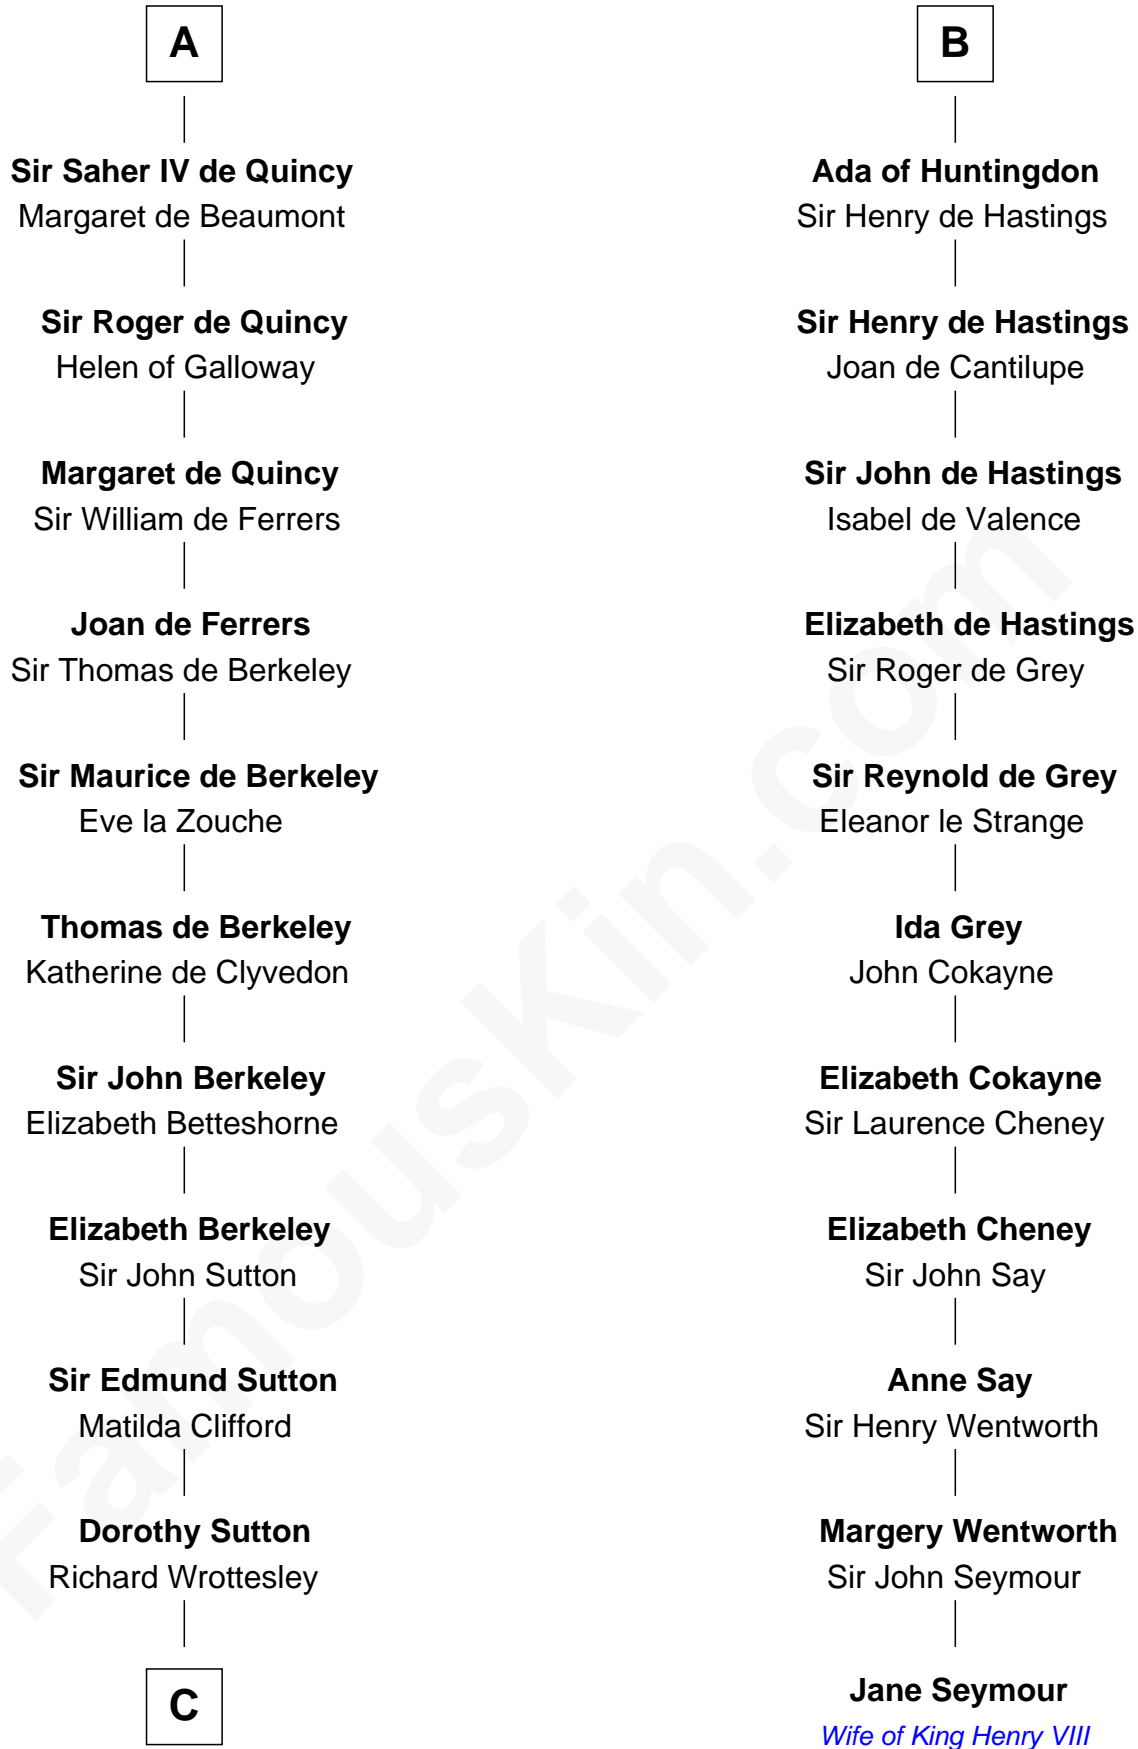 A
Sir Saher IV de Quincy
Margaret de Beaumont
Sir Roger de Quincy
Helen of Galloway
Margaret de Quincy
Sir William de Ferrers
Joan de Ferrers
Sir Thomas de Berkeley
Sir Maurice de Berkeley
Eve la Zouche
Thomas de Berkeley
Katherine de Clyvedon
Sir John Berkeley
Elizabeth Betteshorne
Elizabeth Berkeley
Sir John Sutton
Sir Edmund Sutton
Matilda Clifford
Dorothy Sutton
Richard Wrottesley
C
B
Ada of Huntingdon
Sir Henry de Hastings
Sir Henry de Hastings
Joan de Cantilupe
Sir John de Hastings
Isabel de Valence
Elizabeth de Hastings
Sir Roger de Grey
Sir Reynold de Grey
Eleanor le Strange
Ida Grey
John Cokayne
Elizabeth Cokayne
Sir Laurence Cheney
Elizabeth Cheney
Sir John Say
Anne Say
Sir Henry Wentworth
Margery Wentworth
Sir John Seymour
Jane Seymour
Wife of King Henry VIII
FamousKin.com